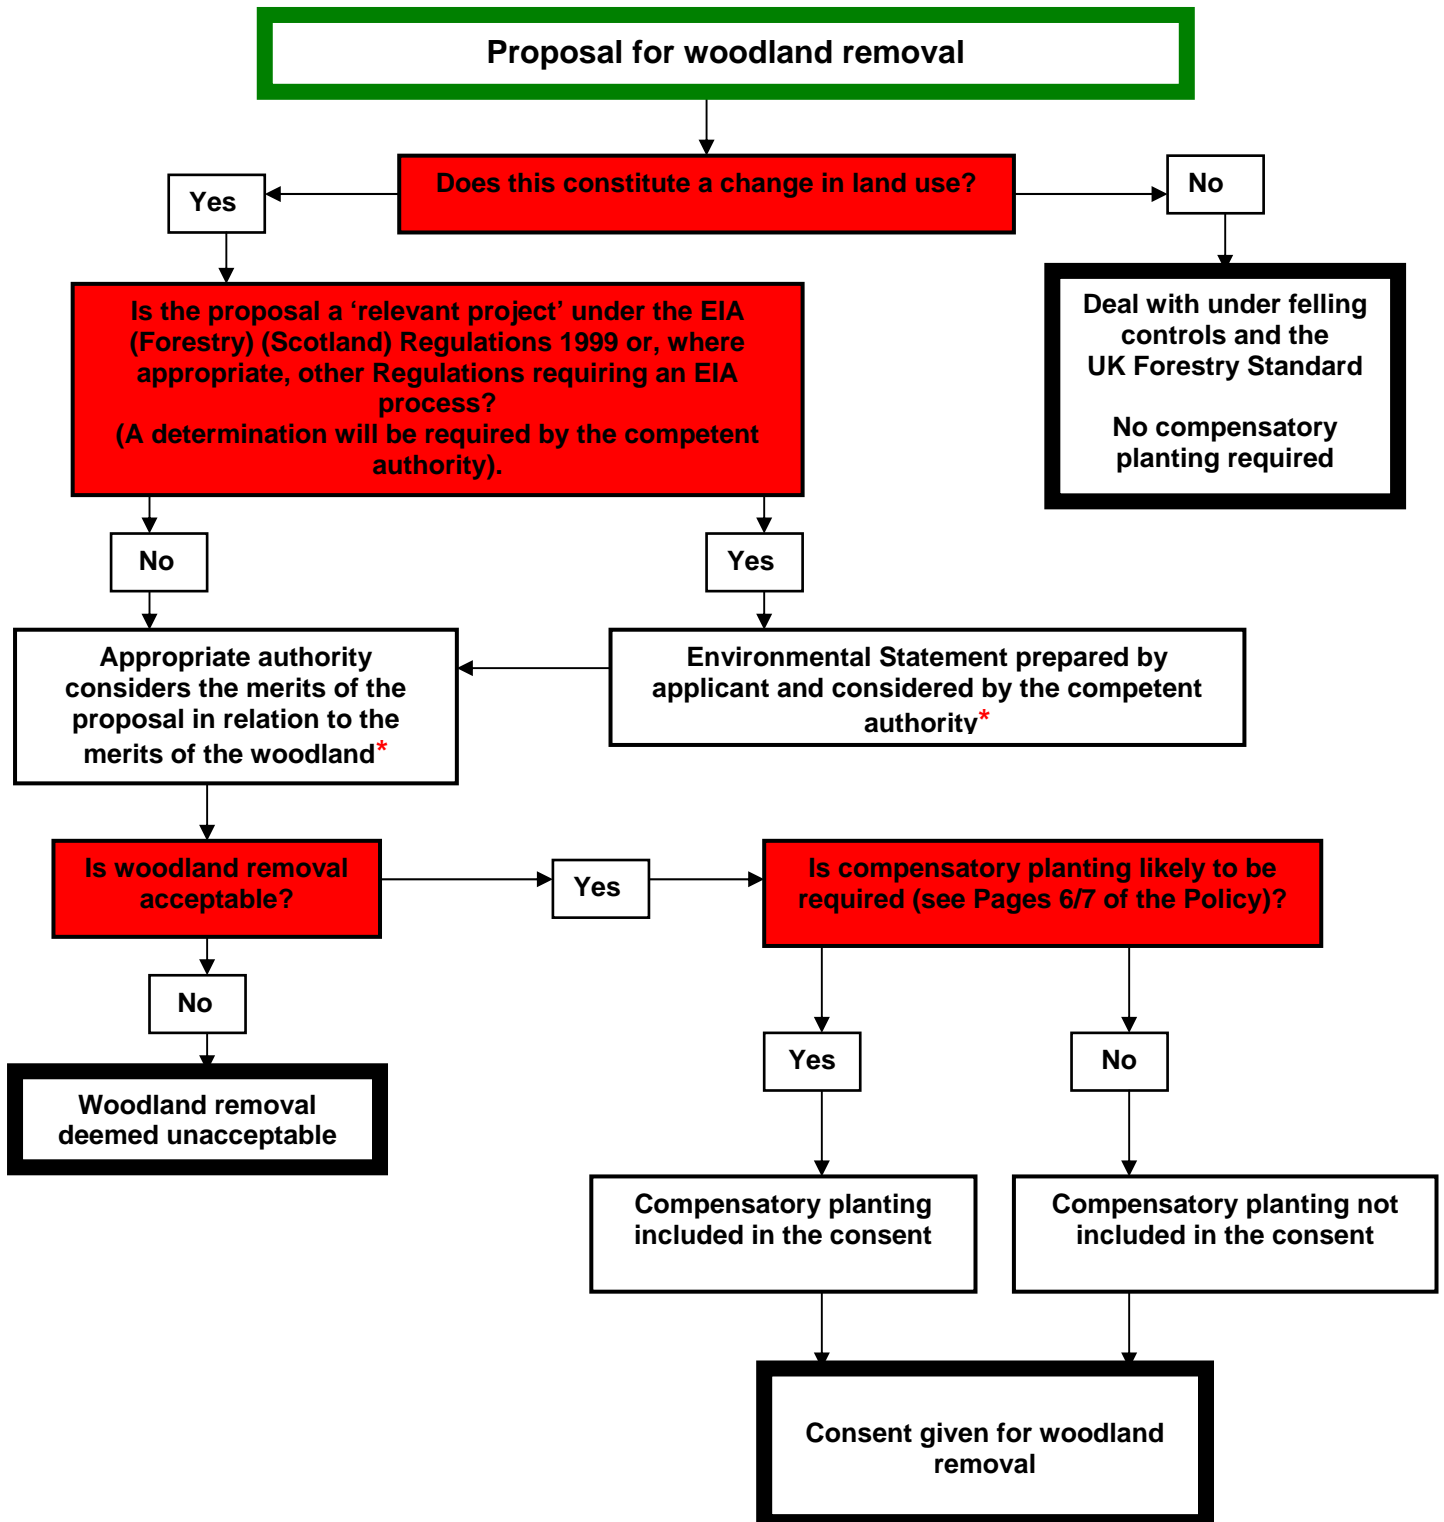 Proposal for woodland removal
Does this constitute a change in land use?
Yes
No
Is the proposal a ‘relevant project’ under the EIA
(Forestry) (Scotland) Regulations 1999 or, where
appropriate, other Regulations requiring an EIA
process?
(A determination will be required by the competent
authority).
Deal with under felling
controls and the
UK Forestry Standard
No compensatory
planting required
No
Yes
Appropriate authority
considers the merits of the
proposal in relation to the
merits of the woodland*
Environmental Statement prepared by
applicant and considered by the competent
authority*
Is woodland removal
acceptable?
Yes
Is compensatory planting likely to be
required (see Pages 6/7 of the Policy)?
No
Yes
No
Woodland removal
deemed unacceptable
Compensatory planting
included in the consent
Compensatory planting not
included in the consent
Consent given for woodland
removal